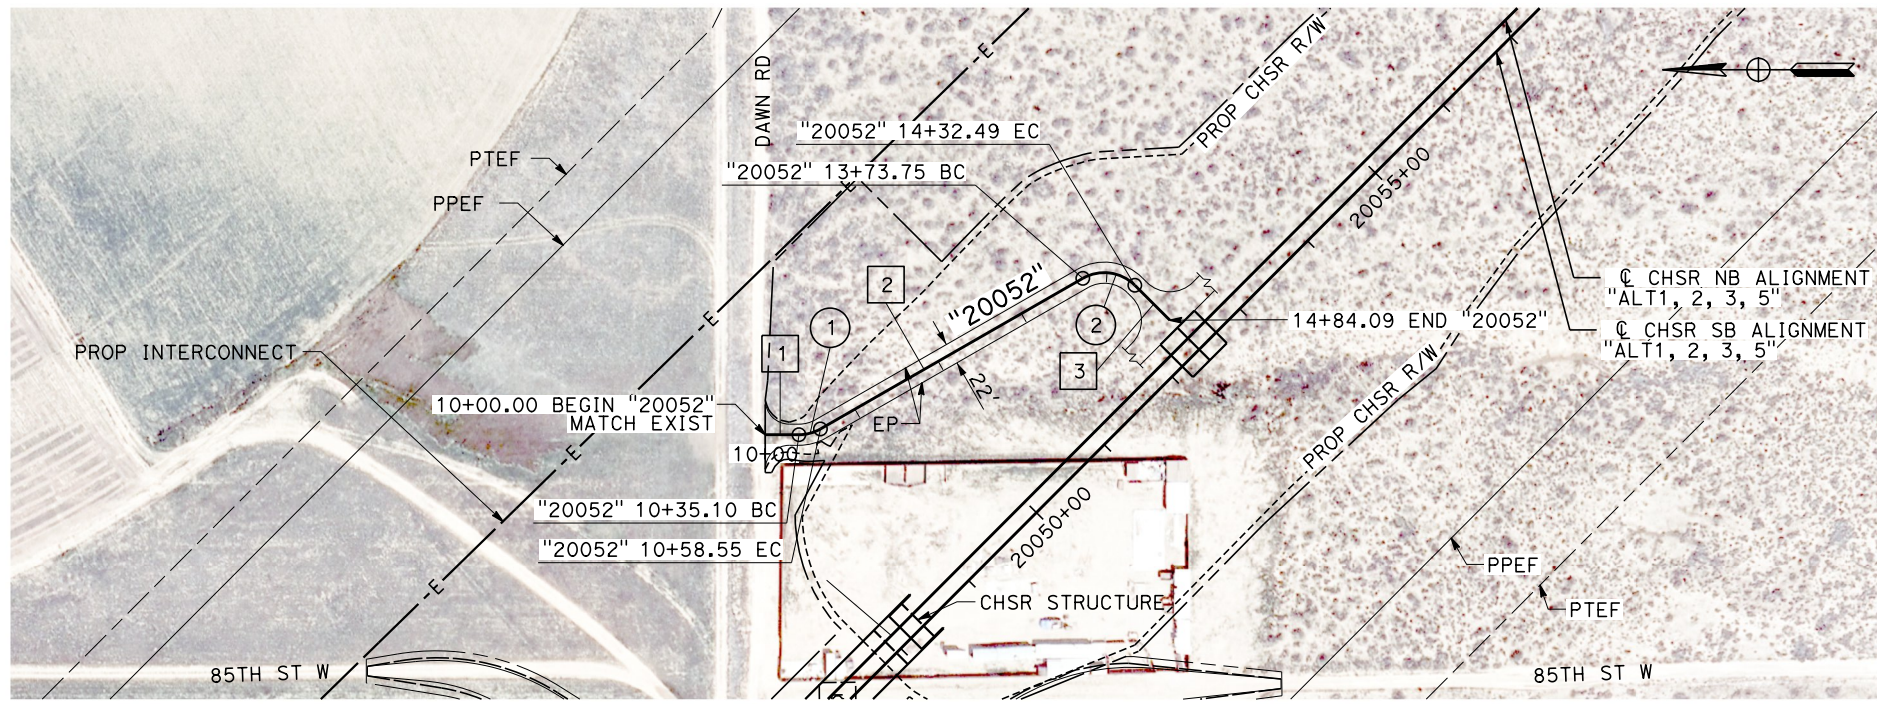 DAWN RD
E
PROP CHSR R/W
"20052" 14+32.49 EC
PTEF
"20052" 13+73.75 BC
PPEF
20055+00
2
"20052"
1
2
1
3
22'
EP
℄ CHSR NB ALIGNMENT
"ALT1, 2, 3, 5"
14+84.09 END "20052"
℄ CHSR SB ALIGNMENT
"ALT1, 2, 3, 5"
E
PROP INTERCONNECT
10+00.00 BEGIN "20052"
MATCH EXIST
10+00
E
PROP CHSR R/W
"20052" 10+35.10 BC
20050+00
"20052" 10+58.55 EC
PPEF
E
CHSR STRUCTURE
PTEF
85TH ST W
85TH ST W